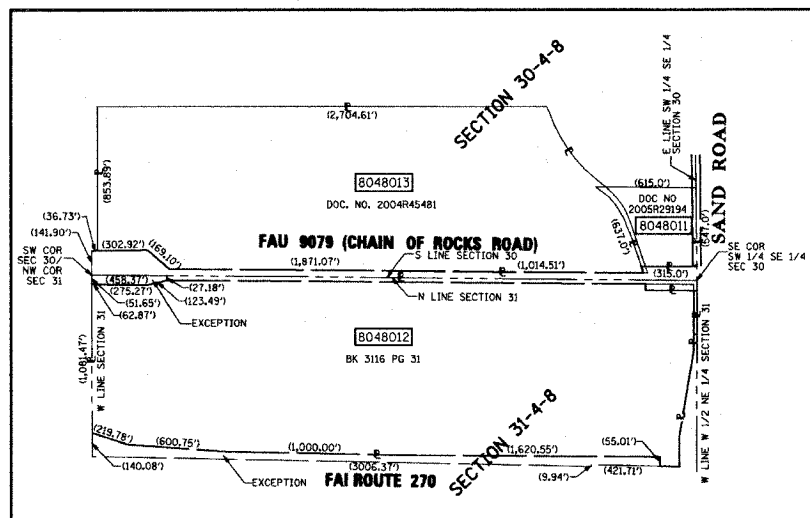 (2,704.61')
SECTION 30-4-8
E LINE SW 1/4 SE 1/4
SECTION 30
SAND ROAD
(853.89')
8048013
DOC. NO. 2004R45481
(615.0')
DOC NO
2005R29194
8048011
(647.0')
(637.0')
(36.73')
(141.90')
(302.92')
(169.10')
FAU 9079 (CHAIN OF ROCKS ROAD)
SW COR
SEC 30/
NW COR
SEC 31
(1,871.07')
S LINE SECTION 30
(1,014.51')
SE COR
SW 1/4 SE 1/4
SEC 30
(315.0')
(458.37')
(275.27')
(51.65')
(62.87')
(27.18')
(123.49')
EXCEPTION
N LINE SECTION 31
8048012
BK 3116 PG 31
(1,081.47')
W LINE SECTION 31
W LINE W 1/2 NE 1/4 SECTION 31
SECTION 31-4-8
(219.78')
(600.75')
(1,000.00')
(1,620.55')
(55.01')
(140.08')
EXCEPTION
(3006.37')
FAI ROUTE 270
(9.94')
(421.71')